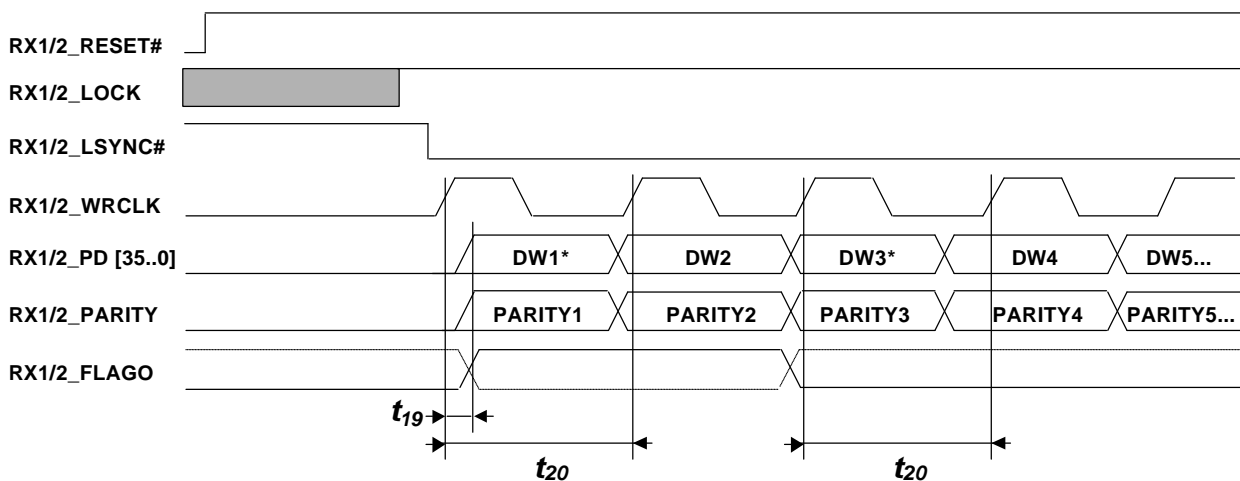 RX1/2_RESET#
RX1/2_LOCK
RX1/2_LSYNC#
RX1/2_WRCLK
RX1/2_PD [35..0] DW1* DW2 DW3* DW4 DW5...
RX1/2_PARITY PARITY1 PARITY2 PARITY3 PARITY4 PARITY5...
RX1/2_FLAGO
t19
t20 t20